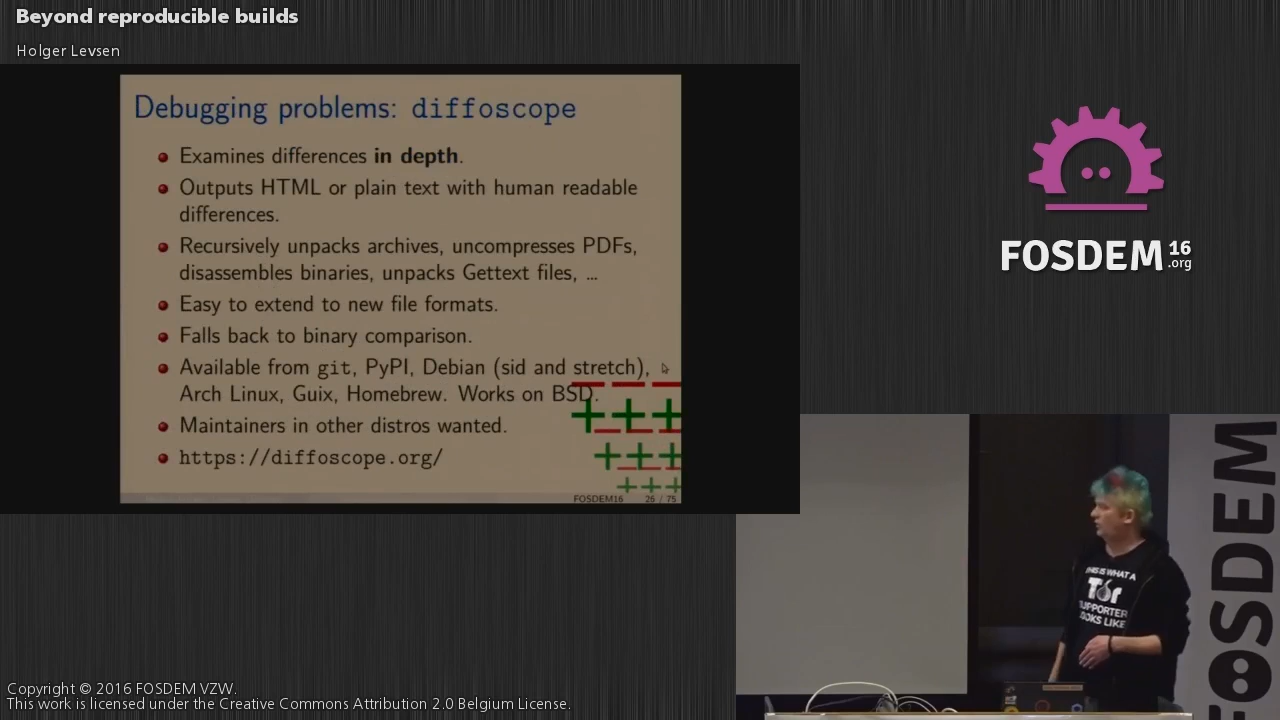 Beyond reproducible builds
Holger Levsen
Debugging problems: diffoscope
Examines differences in depth.
Outputs HTML or plain text with human readable
differences.
Recursively unpacks archives, uncompresses PDFs,
disassembles binaries, unpacks Gettext files, ...
Easy to extend to new file formats.
Falls back to binary comparison.
Available from git, PyPI, Debian (sid and stretch),
Arch Linux, Guix, Homebrew. Works on BSD.
Maintainers in other distros wanted.
https://diffoscope.org/
FOSDEM16 25 / 75
FOSDEM 16
.org
THIS IS WHAT A
Tor
SUPPORTER
LOOKS LIKE
FOSDEM
Copyright © 2016 FOSDEM VZW.
This work is licensed under the Creative Commons Attribution 2.0 Belgium License.